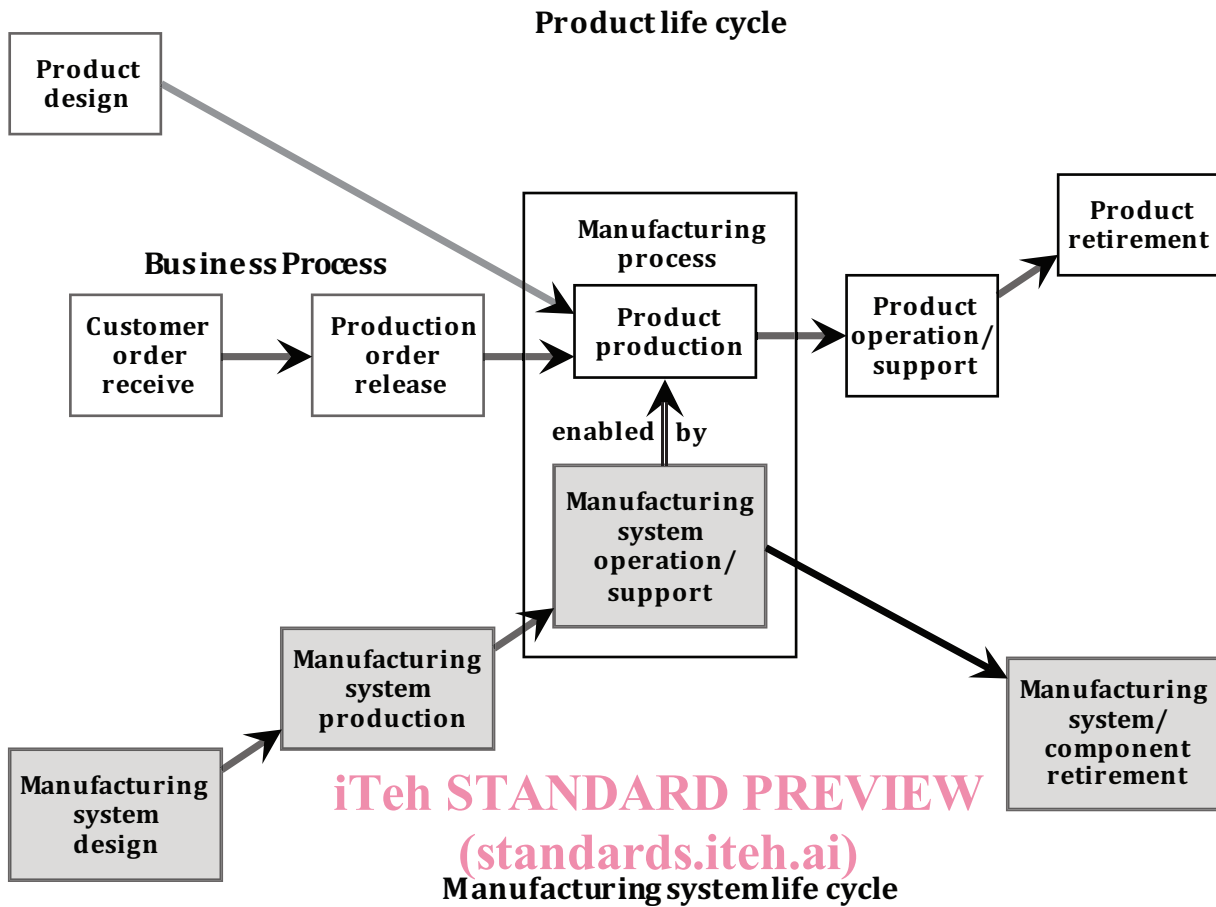 Product life cycle
Product
design
Product
retirement
Manufacturing
process
Business Process
Customer
order
receive
Production
order
release
Product
production
Product
operation/
support
enabled by
Manufacturing
system
operation/
support
Manufacturing
system
production
Manufacturing
system/
component
retirement
Manufacturing
system
design
iTeh STANDARD PREVIEW
(standards.iteh.ai)
Manufacturing system life cycle